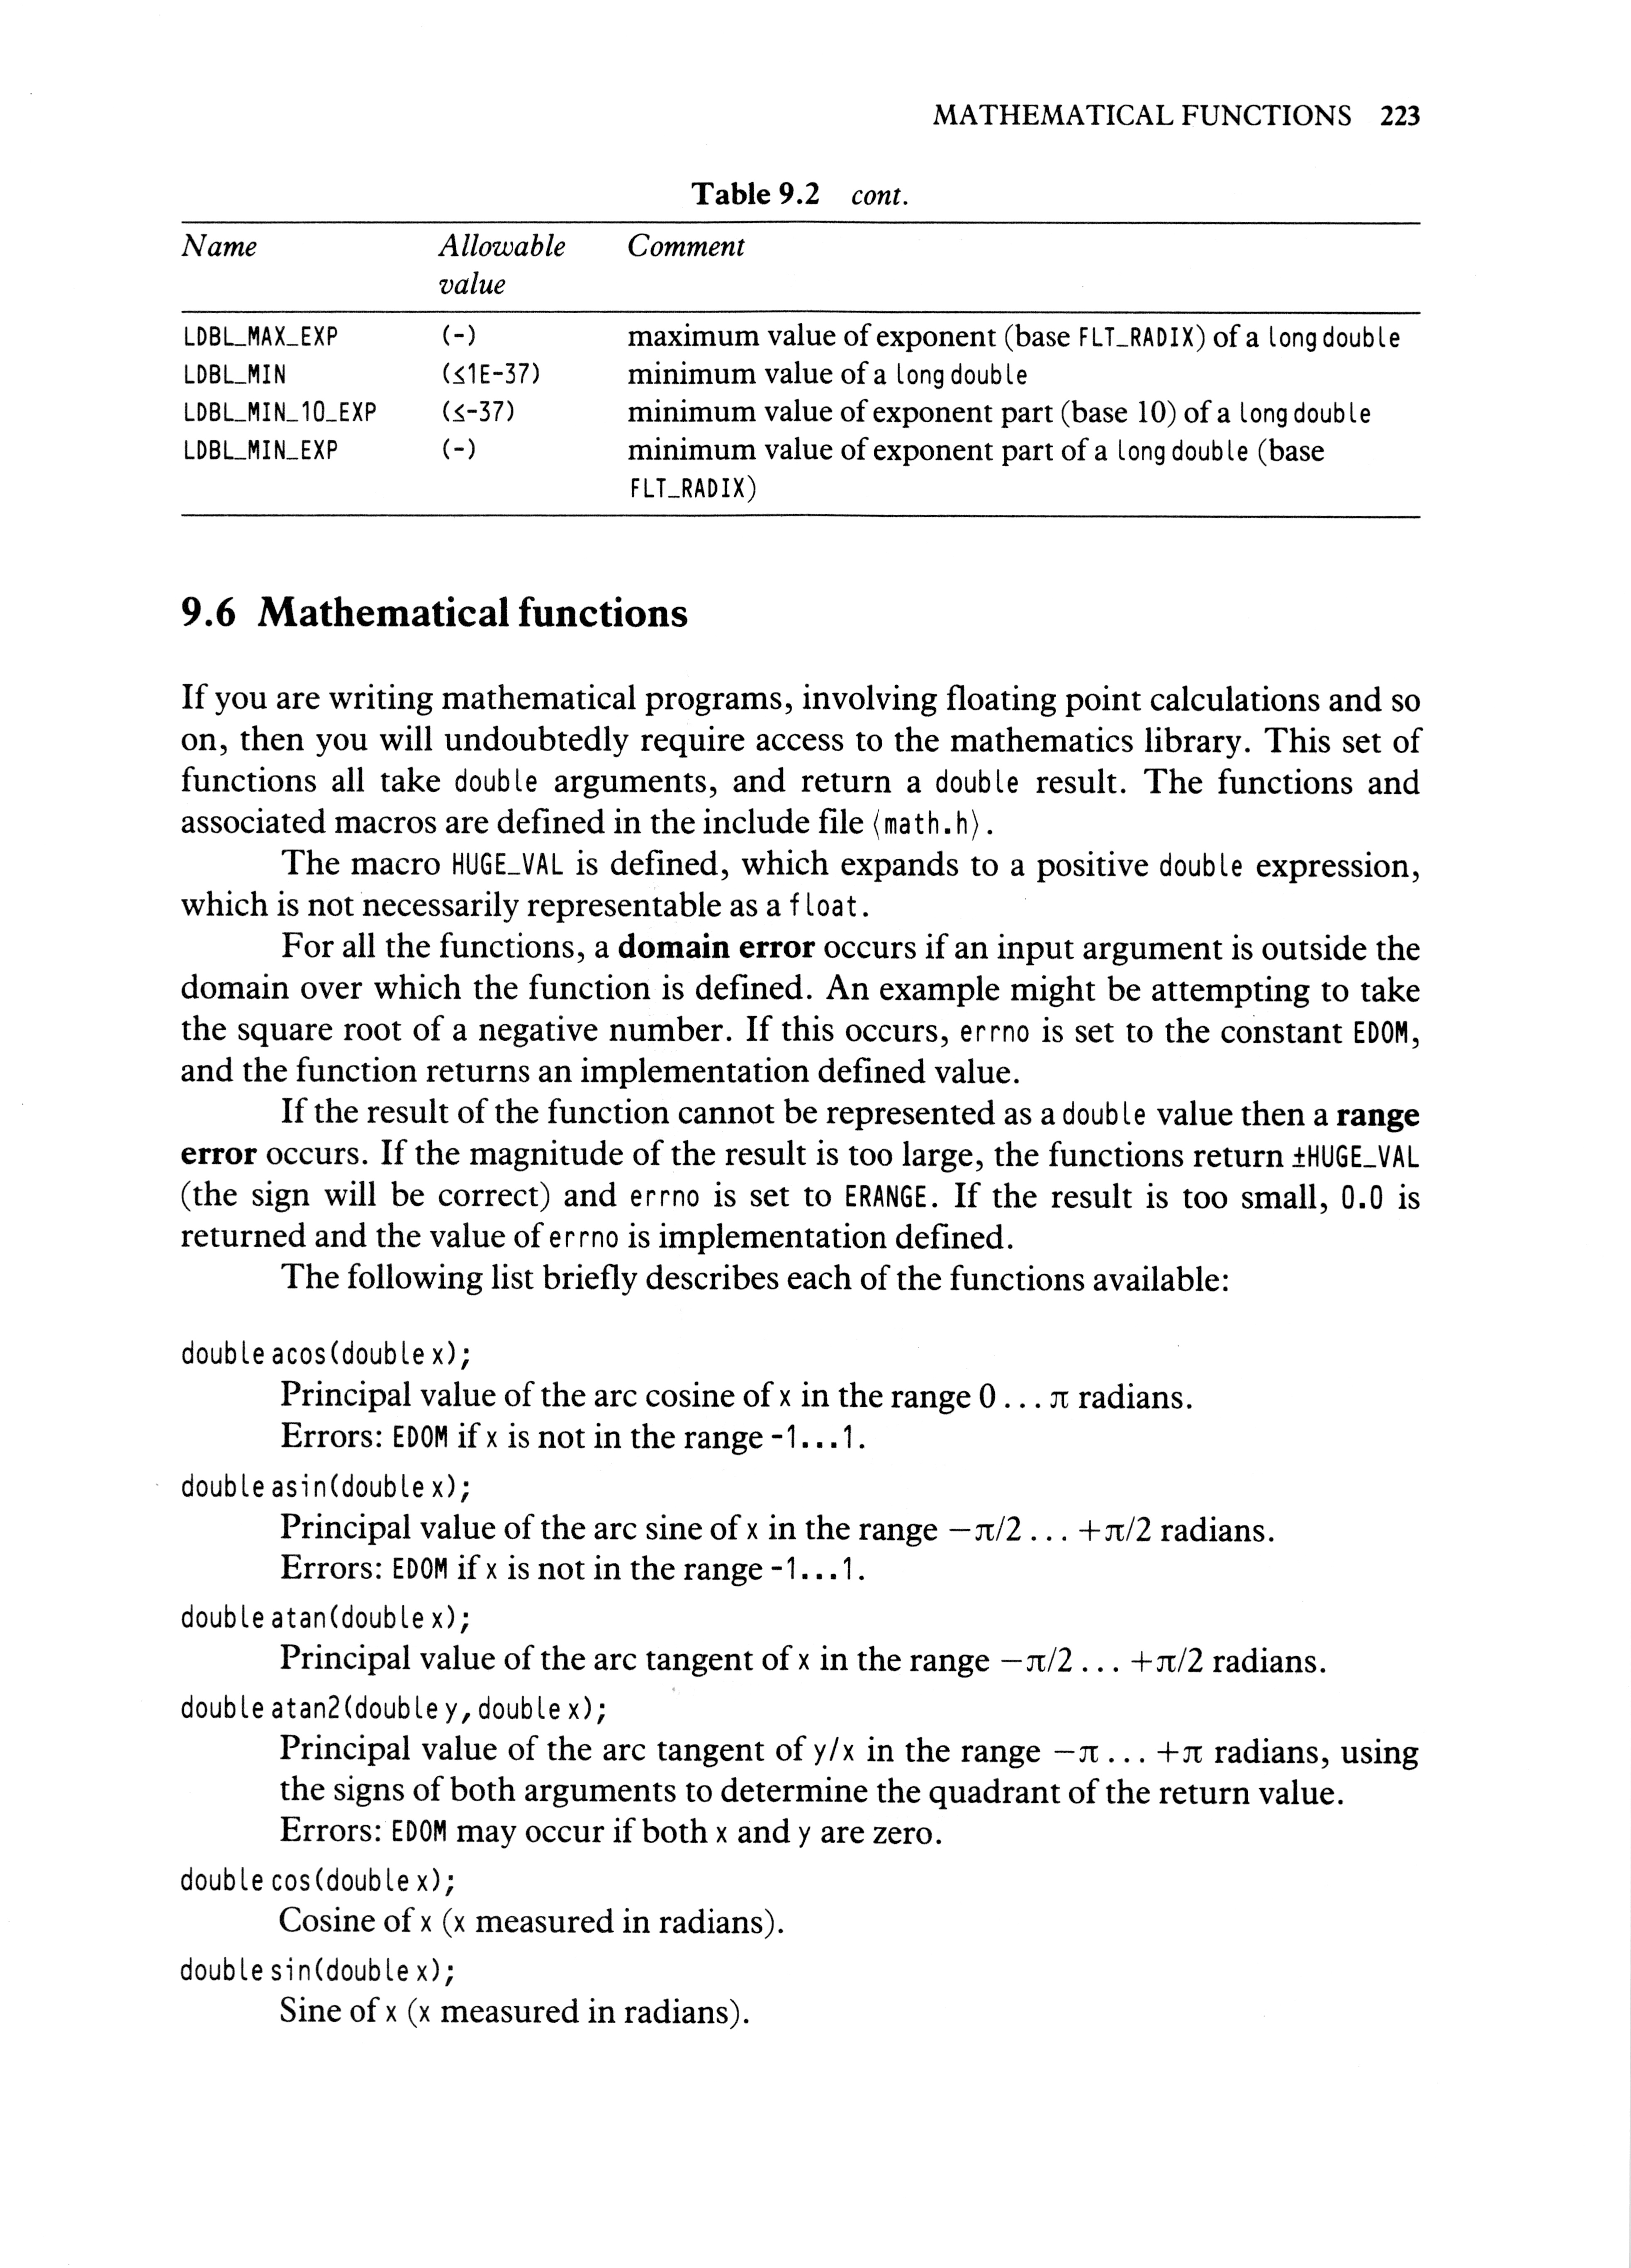 MATHEMATICAL FUNCTIONS 223
Table 9.2 cont.
Name Allowable Comment
value
LDBL_MAX_EXP (-) maximum value of exponent (base FLT_RADIX) of a long double
LDBL_MIN (≤1E-37) minimum value of a long double
LDBL_MIN_10_EXP (≤-37) minimum value of exponent part (base 10) of a long double
LDBL_MIN_EXP (-) minimum value of exponent part of a long double (base
FLT_RADIX)
9.6 Mathematical functions
If you are writing mathematical programs, involving floating point calculations and so
on, then you will undoubtedly require access to the mathematics library. This set of
functions all take double arguments, and return a double result. The functions and
associated macros are defined in the include file ⟨math.h⟩.
The macro HUGE_VAL is defined, which expands to a positive double expression,
which is not necessarily representable as a float.
For all the functions, a domain error occurs if an input argument is outside the
domain over which the function is defined. An example might be attempting to take
the square root of a negative number. If this occurs, errno is set to the constant EDOM,
and the function returns an implementation defined value.
If the result of the function cannot be represented as a double value then a range
error occurs. If the magnitude of the result is too large, the functions return ±HUGE_VAL
(the sign will be correct) and errno is set to ERANGE. If the result is too small, 0.0 is
returned and the value of errno is implementation defined.
The following list briefly describes each of the functions available:
double acos(double x);
Principal value of the arc cosine of x in the range 0 . . . π radians.
Errors: EDOM if x is not in the range -1...1.
double asin(double x);
Principal value of the arc sine of x in the range −π/2 . . . +π/2 radians.
Errors: EDOM if x is not in the range -1...1.
double atan(double x);
Principal value of the arc tangent of x in the range −π/2 . . . +π/2 radians.
double atan2(double y, double x);
Principal value of the arc tangent of y/x in the range −π . . . +π radians, using
the signs of both arguments to determine the quadrant of the return value.
Errors: EDOM may occur if both x and y are zero.
double cos(double x);
Cosine of x (x measured in radians).
double sin(double x);
Sine of x (x measured in radians).